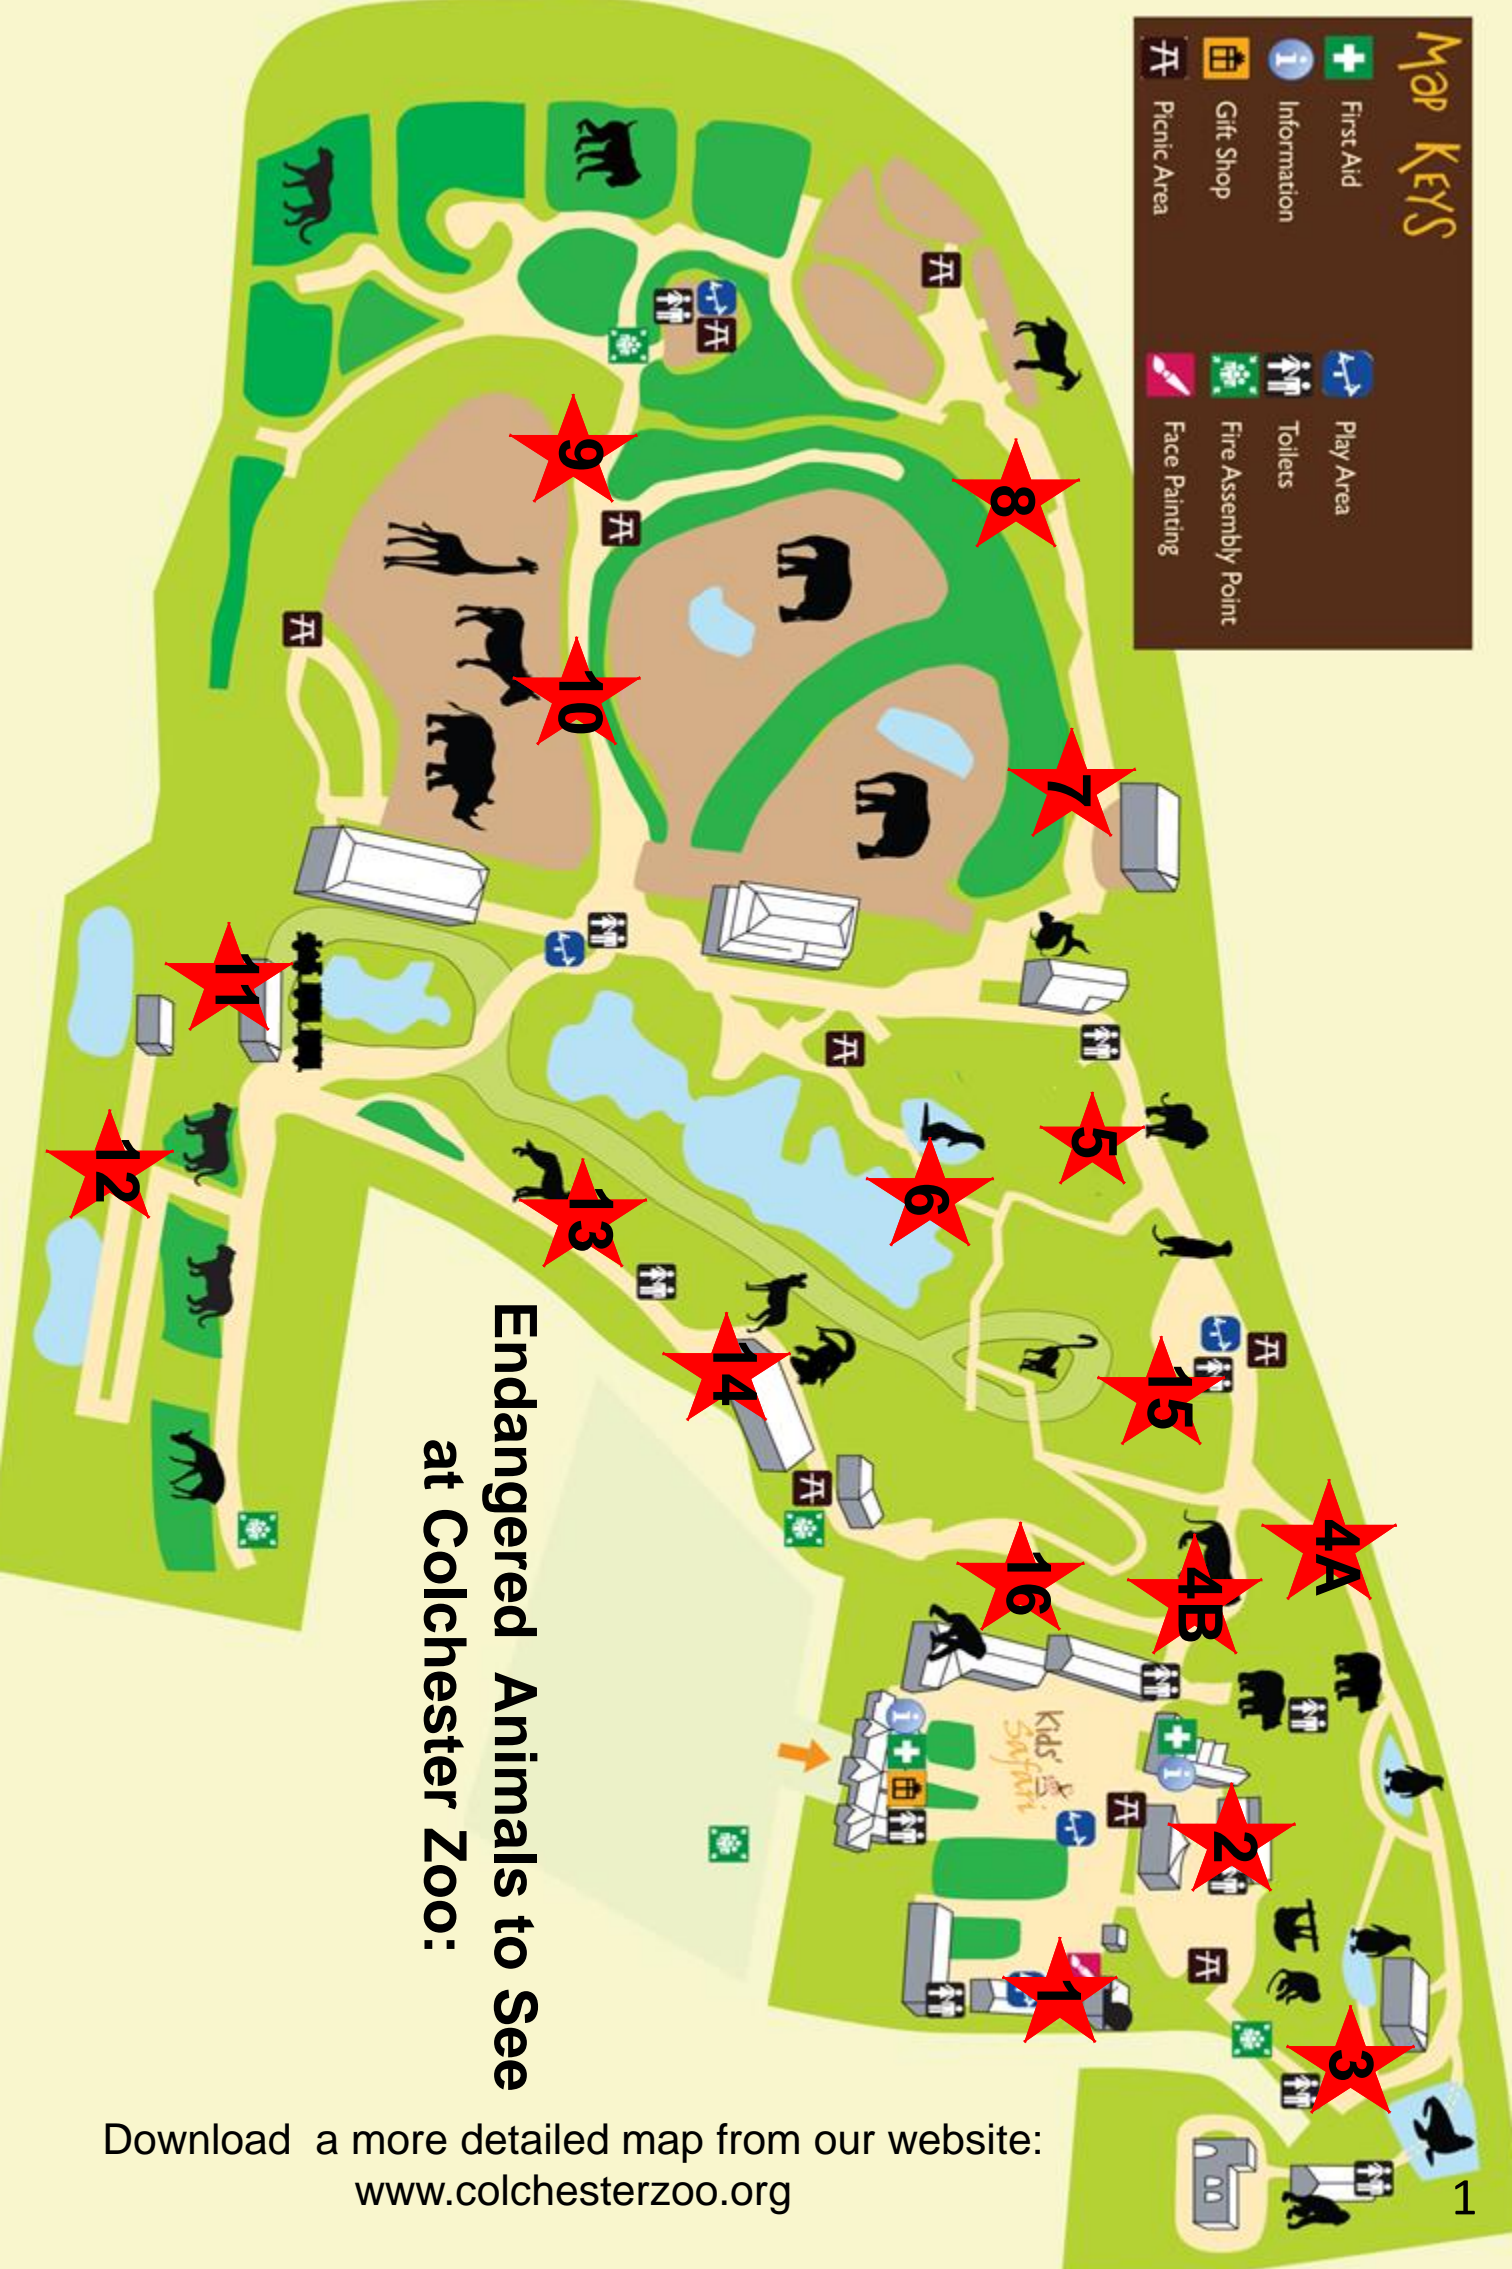 Map KEYS
First Aid
Information
Gift Shop
Picnic Area
Play Area
Toilets
Fire Assembly Point
Face Painting
9
8
10
7
11
12
5
6
13
14
15
4A
4B
16
Kids'
Safari
2
1
3
Endangered Animals to See
at Colchester Zoo:
Download a more detailed map from our website:
www.colchesterzoo.org
1